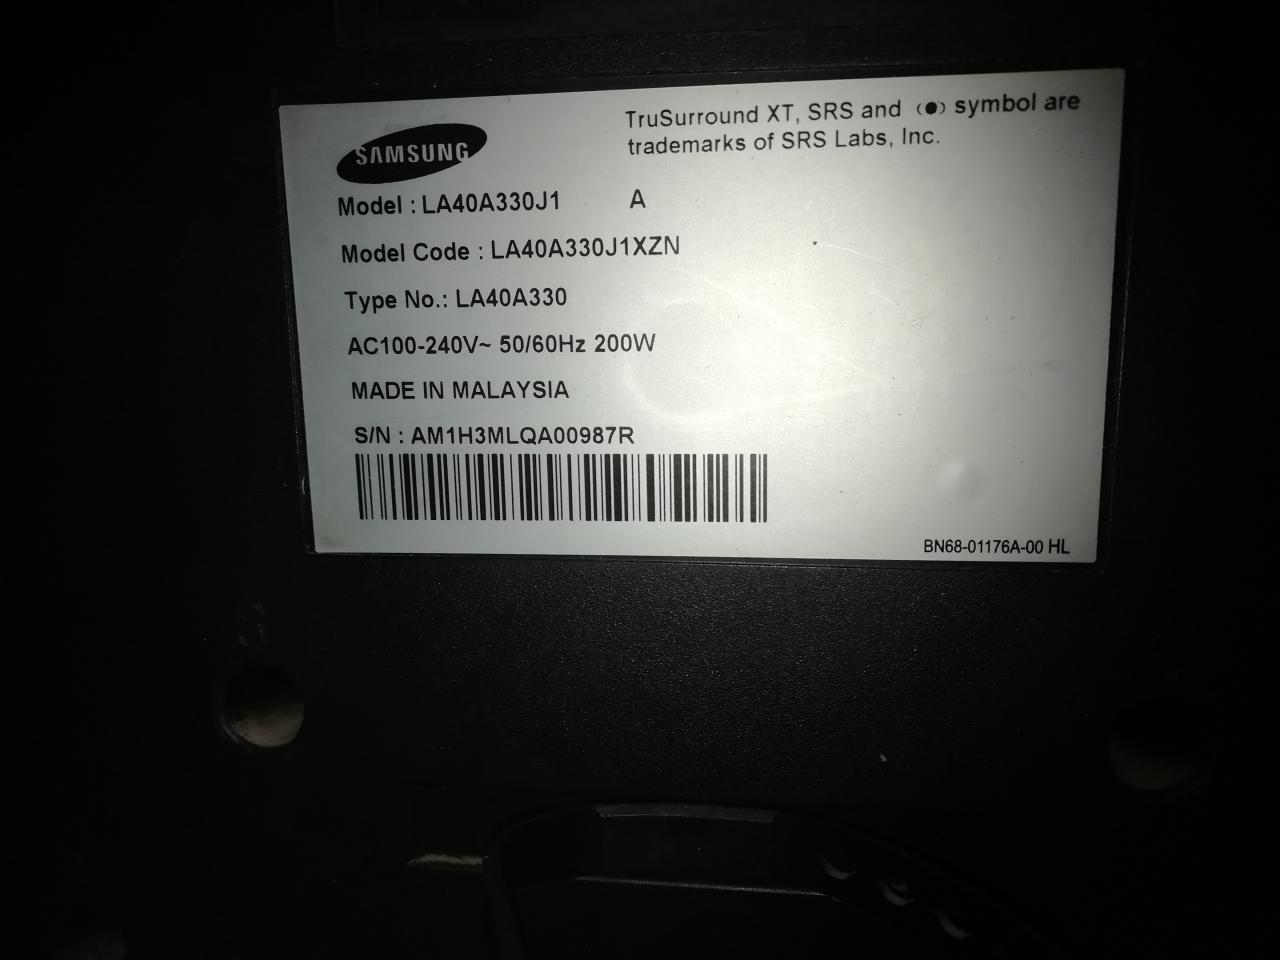 SAMSUNG
TruSurround XT, SRS and (●) symbol are
trademarks of SRS Labs, Inc.
Model : LA40A330J1 A
Model Code : LA40A330J1XZN
Type No.: LA40A330
AC100-240V~ 50/60Hz 200W
MADE IN MALAYSIA
S/N : AM1H3MLQA00987R
BN68-01176A-00 HL